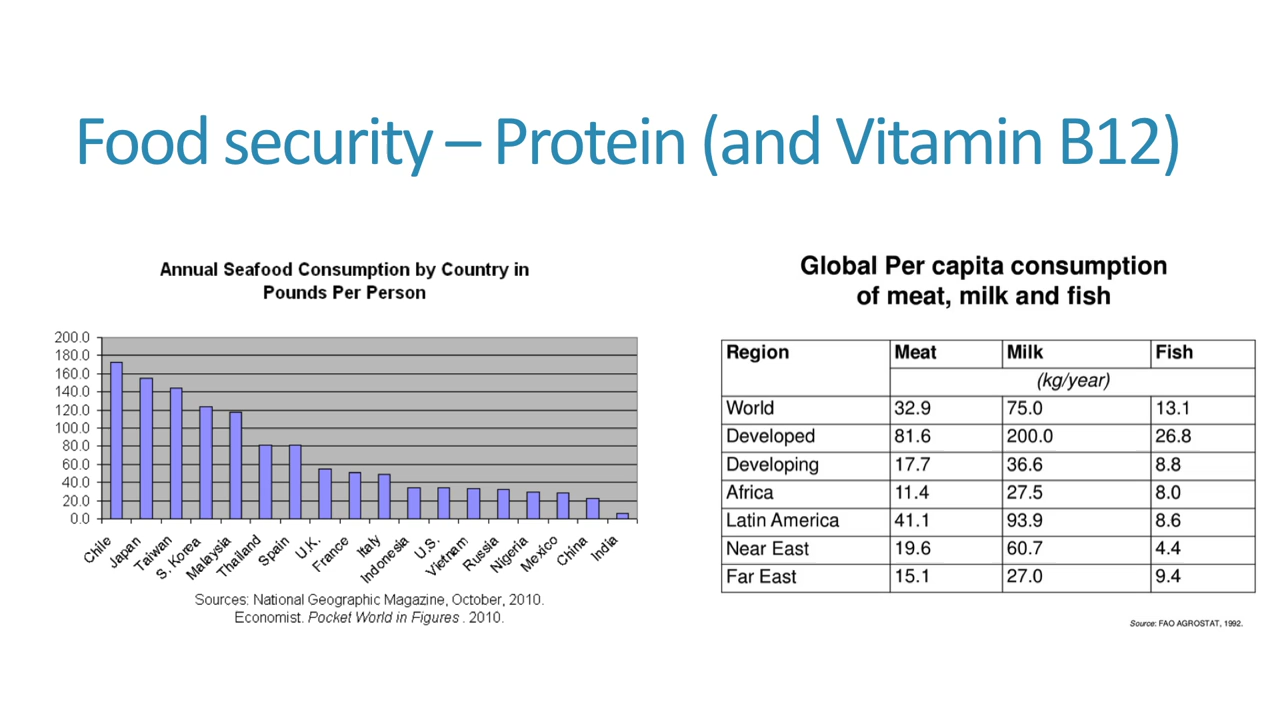 Food security – Protein (and Vitamin B12)
Annual Seafood Consumption by Country in
Pounds Per Person
200.0
180.0
160.0
140.0
120.0
100.0
80.0
60.0
40.0
20.0
0.0
Chile
Japan
Taiwan
S. Korea
Malaysia
Thailand
Spain
U.K.
France
Italy
Indonesia
U.S.
Vietnam
Russia
Nigeria
Mexico
China
India
Sources: National Geographic Magazine, October, 2010.
Economist. Pocket World in Figures . 2010.
Global Per capita consumption
of meat, milk and fish
Region Meat Milk Fish
(kg/year)
World 32.9 75.0 13.1
Developed 81.6 200.0 26.8
Developing 17.7 36.6 8.8
Africa 11.4 27.5 8.0
Latin America 41.1 93.9 8.6
Near East 19.6 60.7 4.4
Far East 15.1 27.0 9.4
Source: FAO AGROSTAT, 1992.